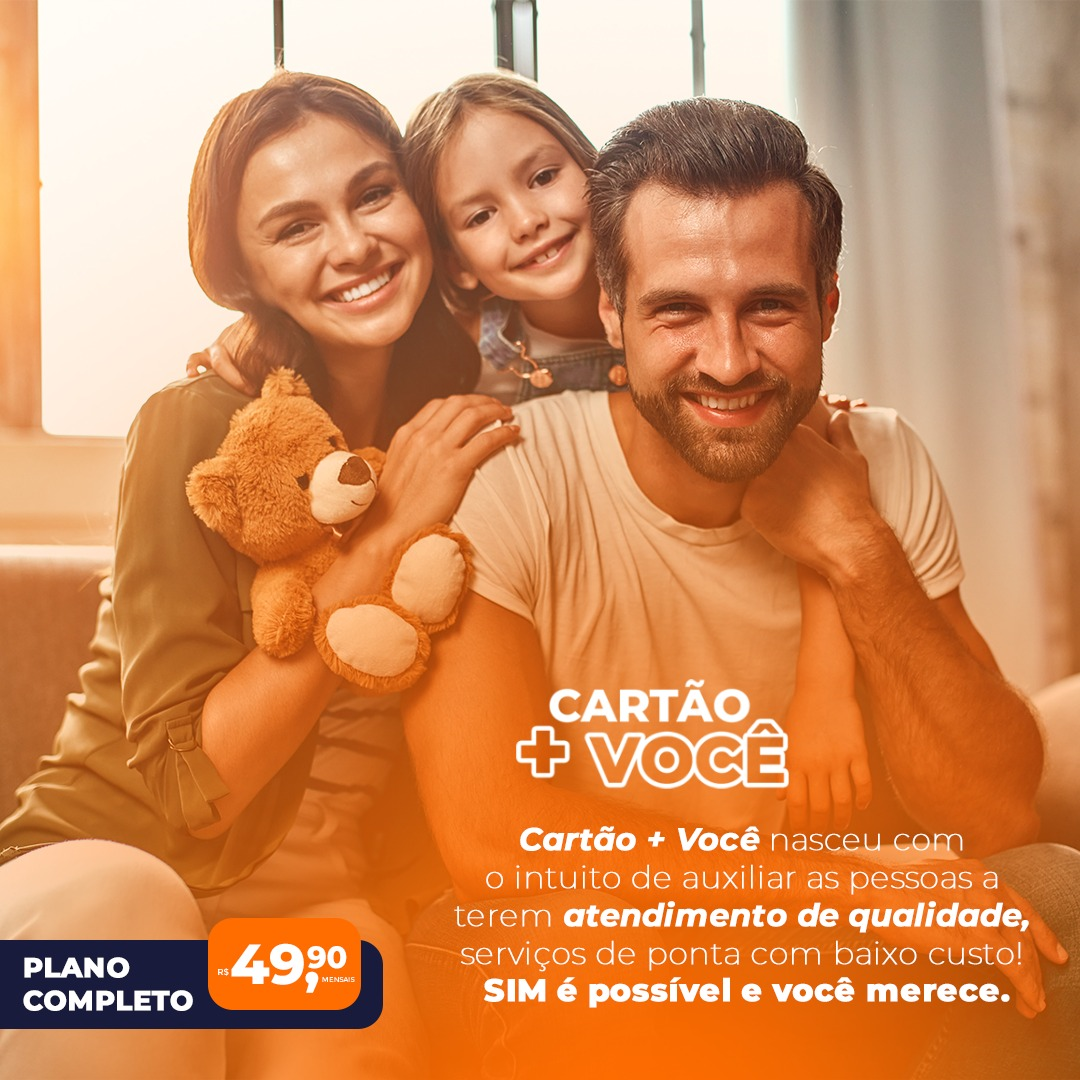 CARTÃO
+ VOCÊ
Cartão + Você nasceu com
o intuito de auxiliar as pessoas a
terem atendimento de qualidade,
serviços de ponta com baixo custo!
SIM é possível e você merece.
PLANO
COMPLETO
R$ 49,90 MENSAIS